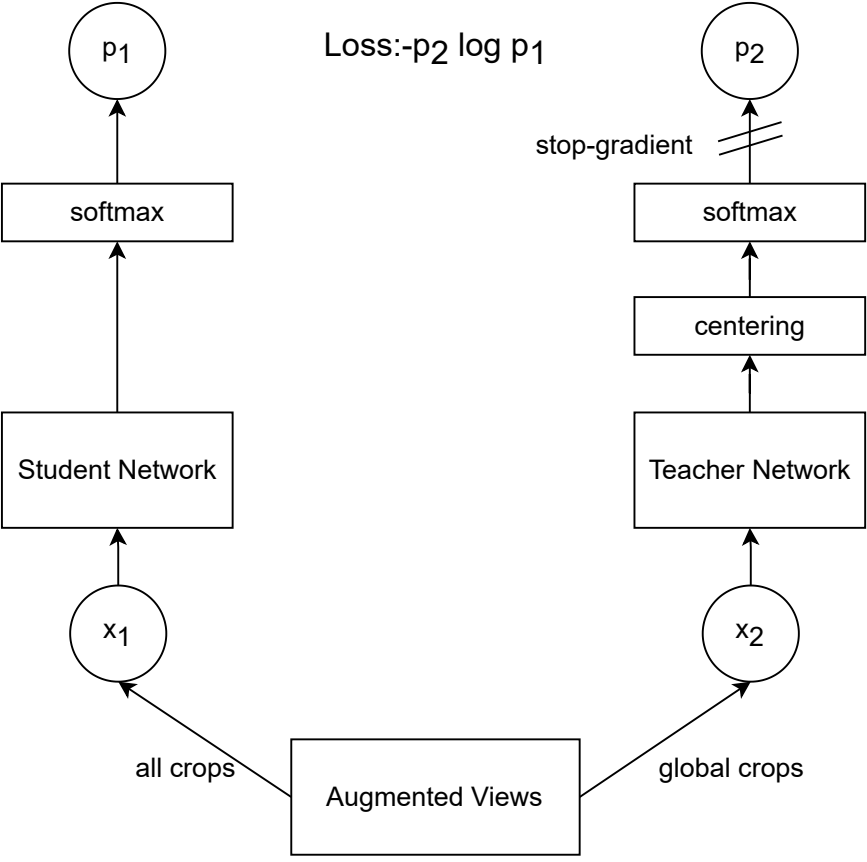 p1
Loss:-p2 log p1
p2
stop-gradient
softmax
softmax
centering
Student Network
Teacher Network
x1
x2
all crops
global crops
Augmented Views